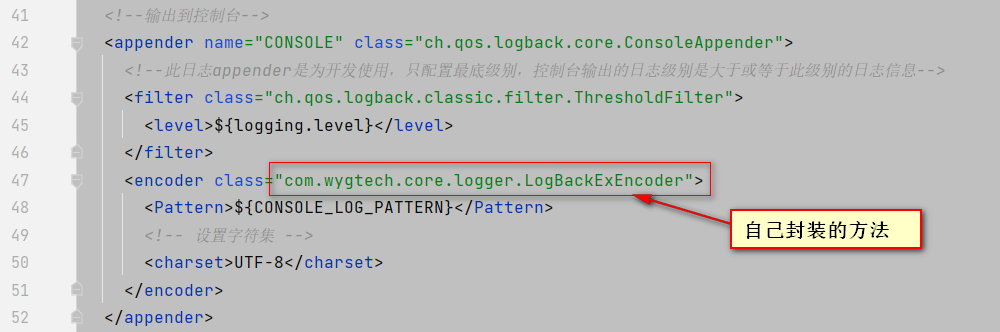 41 <!--输出到控制台-->
42 <appender name="CONSOLE" class="ch.qos.logback.core.ConsoleAppender">
43 <!--此日志appender是为开发使用，只配置最底级别，控制台输出的日志级别是大于或等于此级别的日志信息-->
44 <filter class="ch.qos.logback.classic.filter.ThresholdFilter">
45 <level>${logging.level}</level>
46 </filter>
47 <encoder class="com.wygtech.core.logger.LogBackExEncoder">
48 <Pattern>${CONSOLE_LOG_PATTERN}</Pattern>
自己封装的方法
49 <!-- 设置字符集 -->
50 <charset>UTF-8</charset>
51 </encoder>
52 </appender>